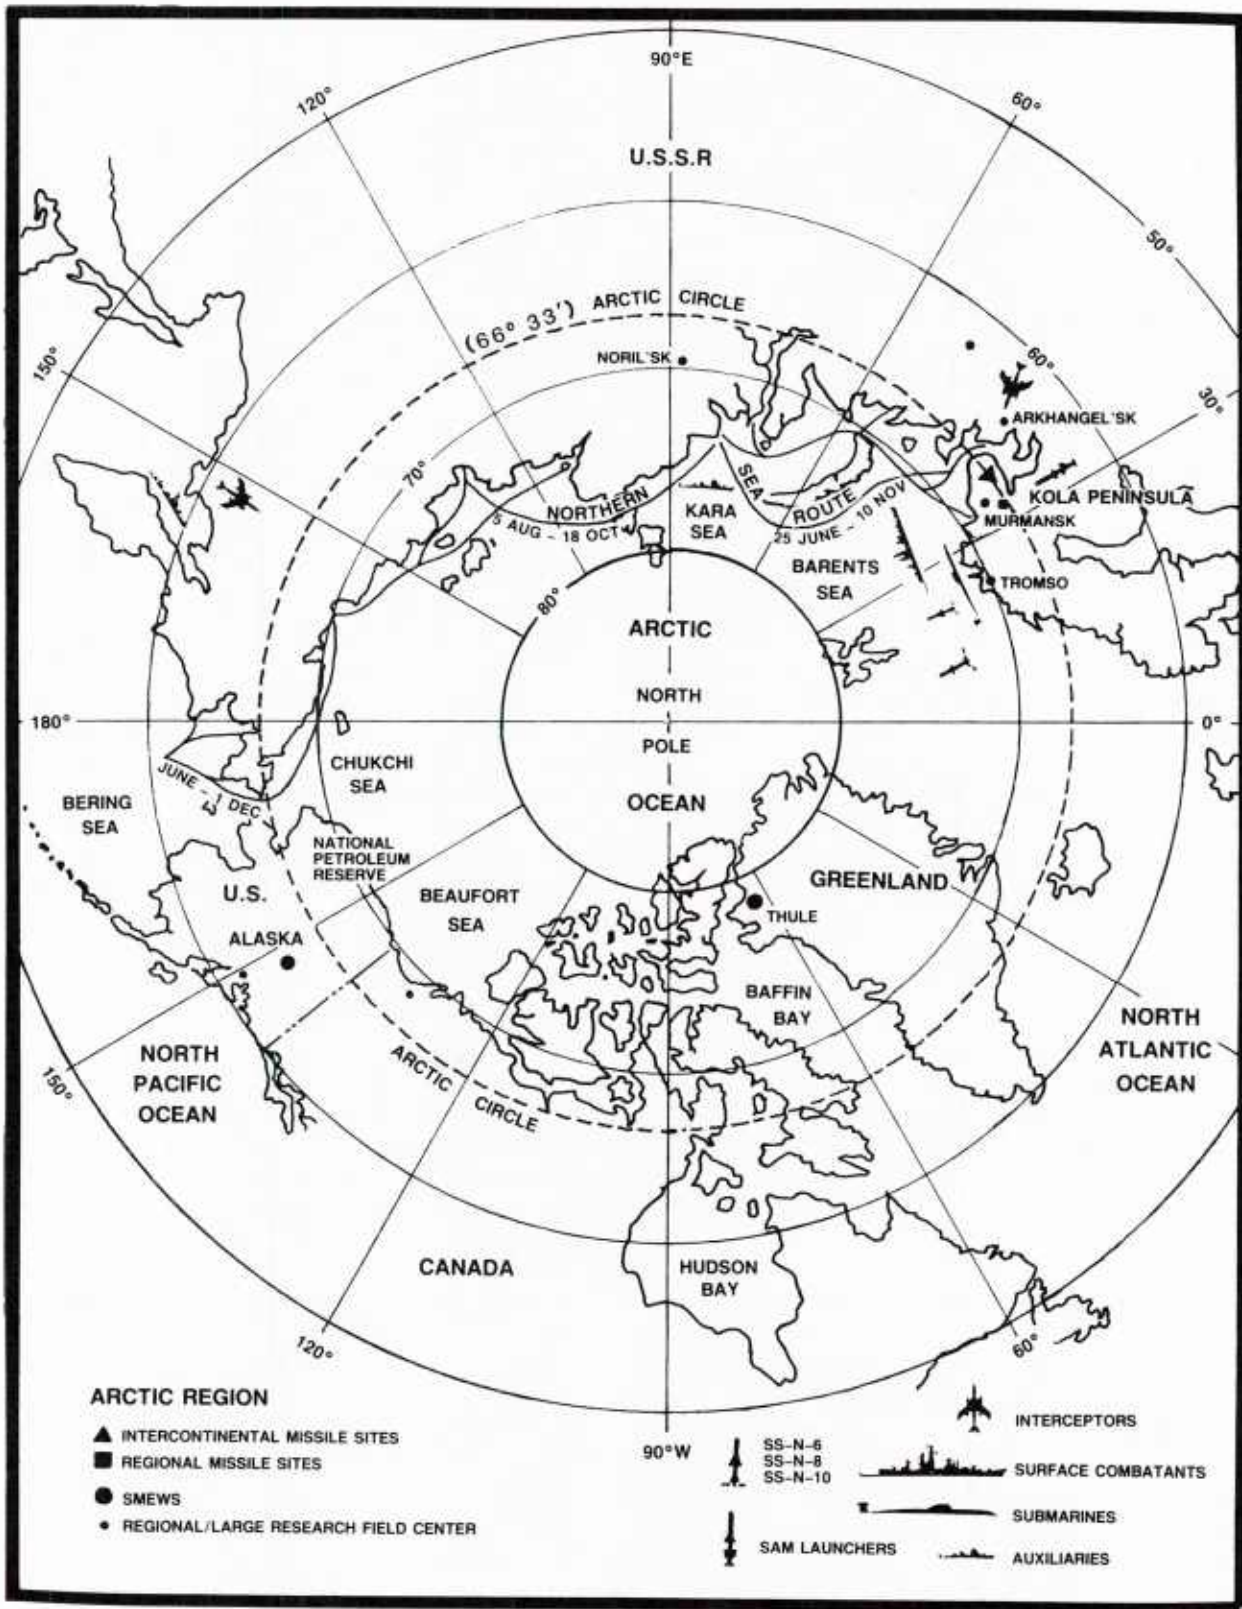 90°E
120°
60°
U.S.S.R
50°
(66° 33') ARCTIC CIRCLE
150°
NORIL'SK
60°
30°
ARKHANGEL'SK
70°
NORTHERN
SEA
ROUTE
5 AUG - 18 OCT
25 JUNE - 10 NOV
KARA
SEA
KOLA PENINSULA
MURMANSK
BARENTS
SEA
TROMSO
80°
ARCTIC
NORTH
180°
0°
POLE
OCEAN
CHUKCHI
SEA
JUNE - 1 DEC
BERING
SEA
NATIONAL
PETROLEUM
RESERVE
U.S.
BEAUFORT
SEA
GREENLAND
THULE
ALASKA
BAFFIN
BAY
NORTH
ATLANTIC
OCEAN
NORTH
PACIFIC
OCEAN
150°
ARCTIC CIRCLE
CANADA
HUDSON
BAY
120°
60°
90°W
ARCTIC REGION
INTERCONTINENTAL MISSILE SITES
REGIONAL MISSILE SITES
SMEWS
REGIONAL/LARGE RESEARCH FIELD CENTER
SS-N-6
SS-N-8
SS-N-10
SAM LAUNCHERS
INTERCEPTORS
SURFACE COMBATANTS
SUBMARINES
AUXILIARIES